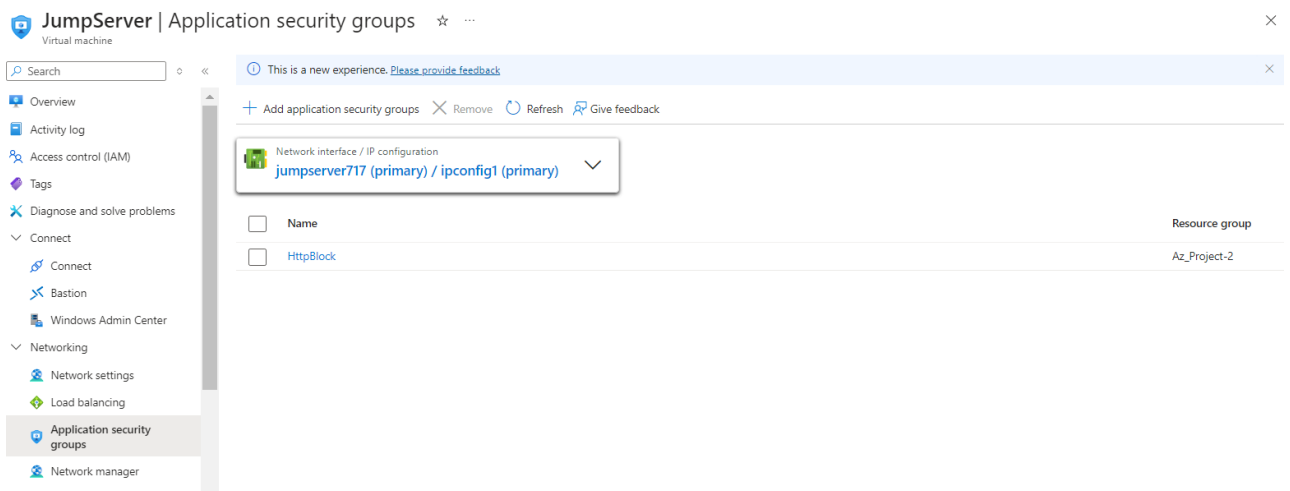 JumpServer | Application security groups
Virtual machine
Search
Overview
Activity log
Access control (IAM)
Tags
Diagnose and solve problems
Connect
Connect
Bastion
Windows Admin Center
Networking
Network settings
Load balancing
Application security
groups
Network manager
This is a new experience. Please provide feedback
Add application security groups Remove Refresh Give feedback
Network interface / IP configuration
jumpserver717 (primary) / ipconfig1 (primary)
Name Resource group
HttpBlock Az_Project-2